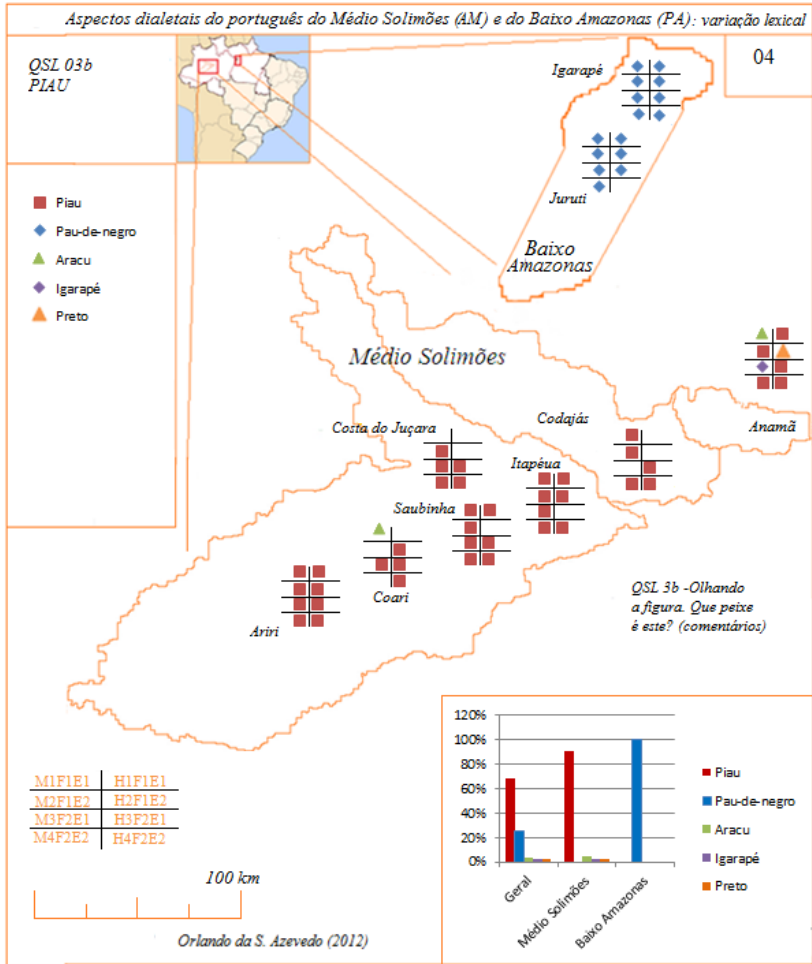 Aspectos dialetais do português do Médio Solimões (AM) e do Baixo Amazonas (PA): variação lexical
QSL 03b
PIAU
04
Igarapé
Juruti
Baixo
Amazonas
Piau
Pau-de-negro
Aracu
Igarapé
Preto
Médio Solimões
Costa do Juçara
Codajás
Anamã
Itapéua
Saubinha
Coari
Ariri
QSL 3b -Olhando
a figura. Que peixe
é este? (comentários)
M1F1E1 H1F1E1
M2F1E2 H2F1E2
M3F2E1 H3F2E1
M4F2E2 H4F2E2
100 km
Orlando da S. Azevedo (2012)
120%
100%
80%
60%
40%
20%
0%
Geral
Médio Solimões
Baixo Amazonas
Piau
Pau-de-negro
Aracu
Igarapé
Preto